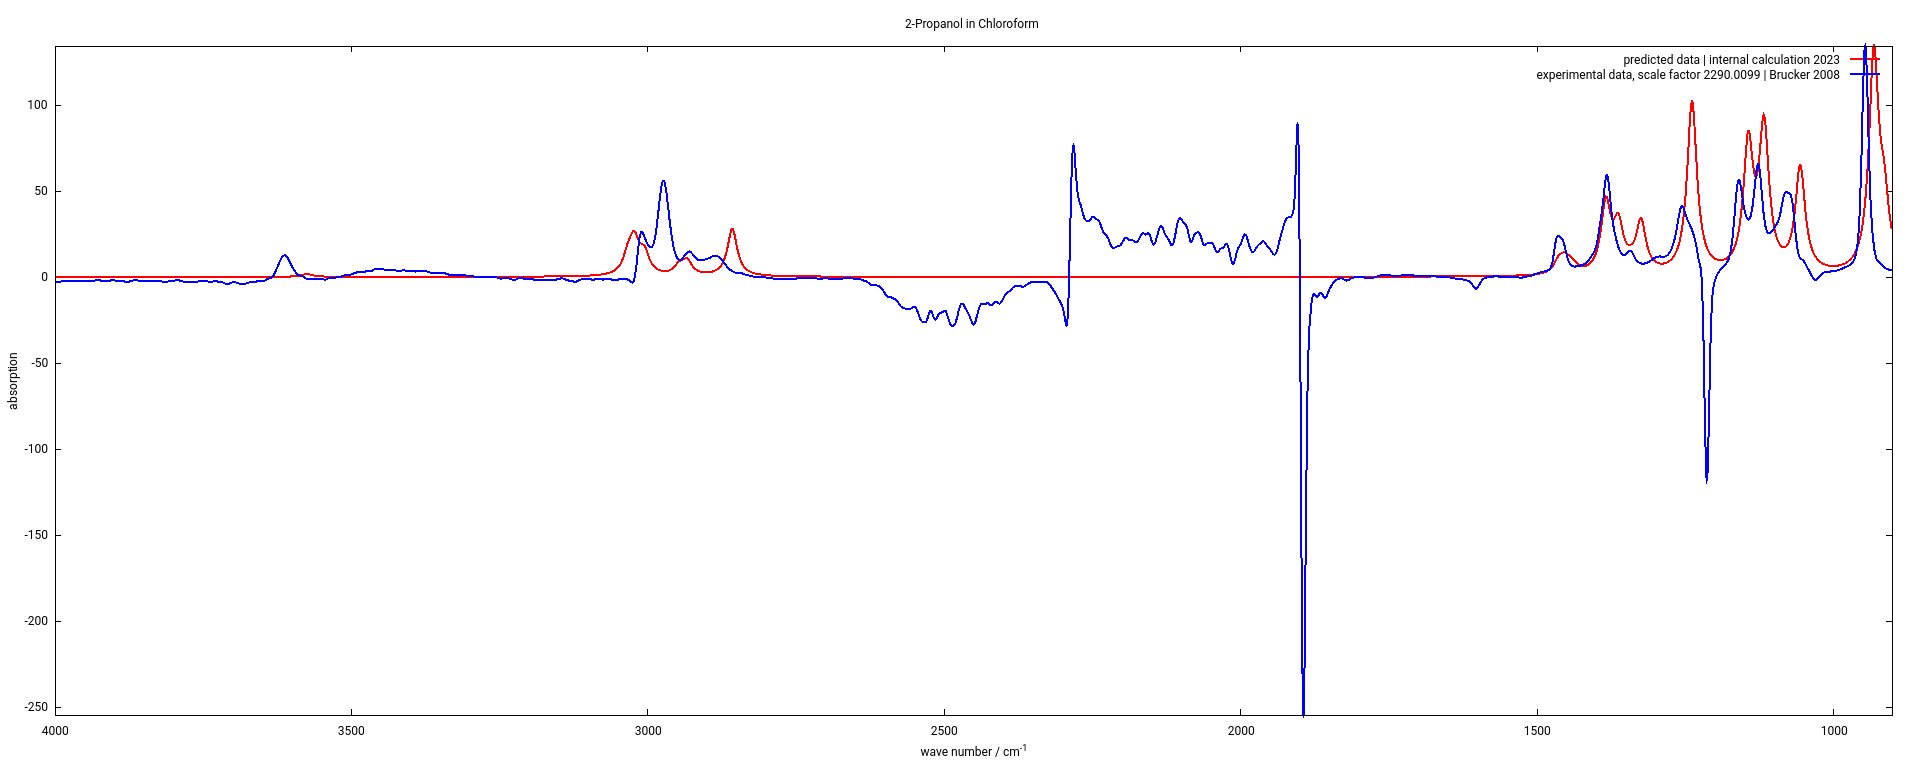 2-Propanol in Chloroform
predicted data | internal calculation 2023
experimental data, scale factor 2290.0099 | Brucker 2008
100
50
0
-50
-100
-150
-200
-250
absorption
4000 3500 3000 2500 2000 1500 1000
wave number / cm⁻¹